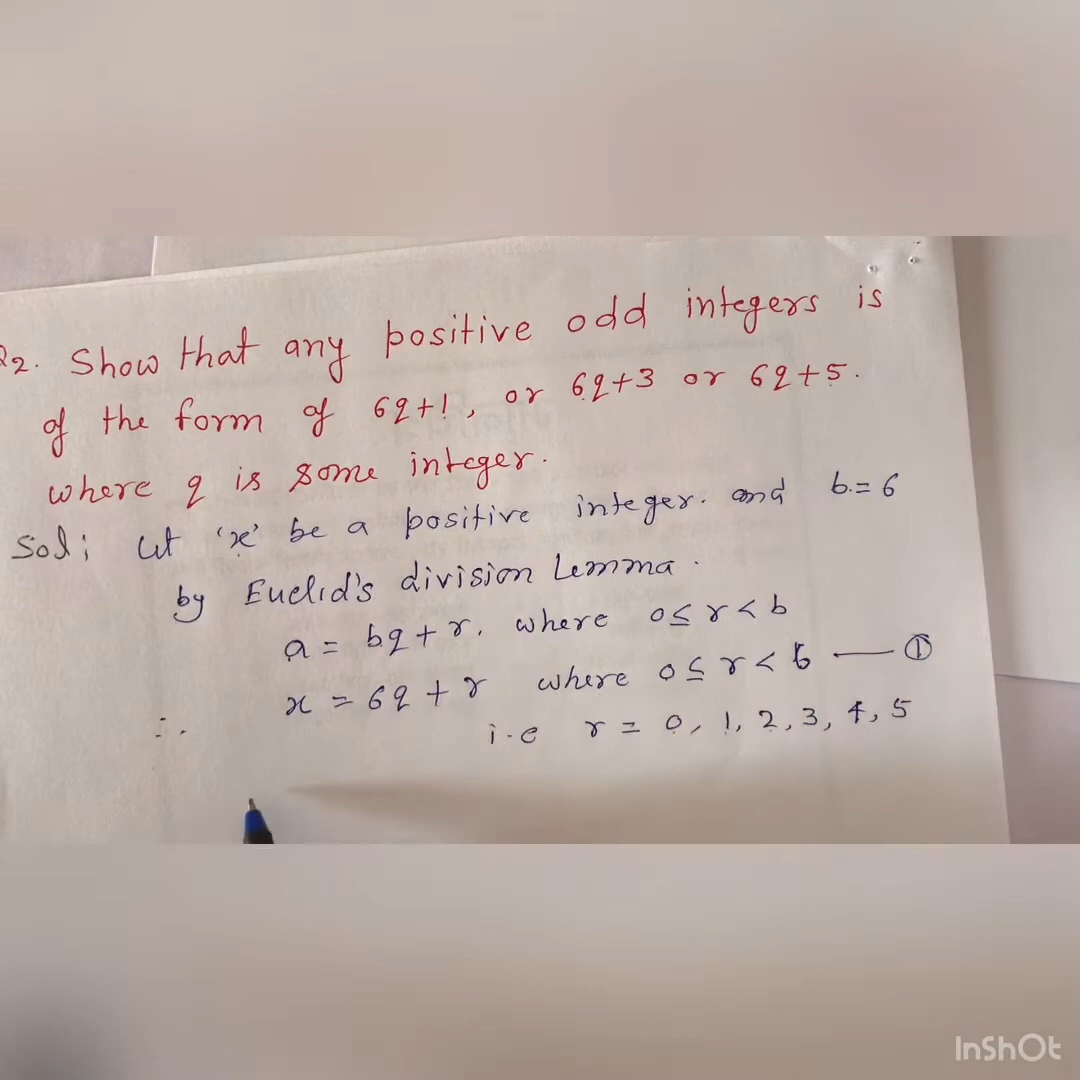 Q2. Show that any positive odd integers is
of the form of 6q+1, or 6q+3 or 6q+5.
where q is some integer.
Sol; let 'x' be a positive integer. and b.=6
by Euclid's division Lemma.
a = bq + r. where 0 ≤ r < b
∴ x = 6q + r where 0 ≤ r < 6 — ①
i.e r = 0, 1, 2, 3, 4, 5
InShOt